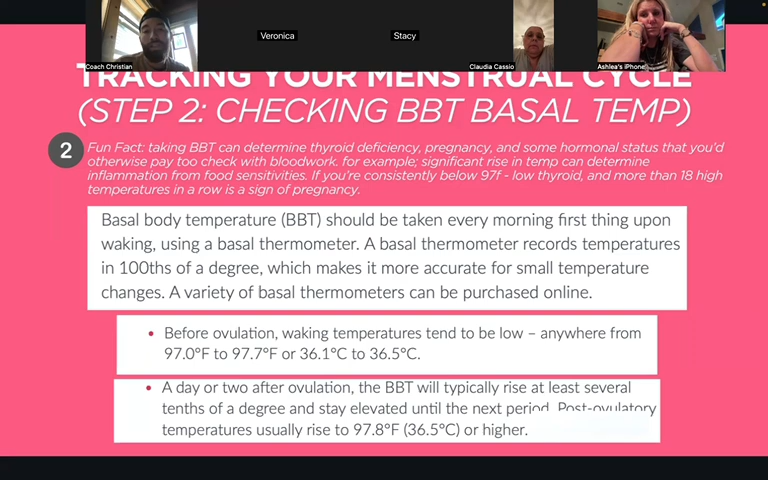 Veronica
Stacy
Coach Christian
Claudia Cassio
Ashlea's iPhone
TRACKING YOUR MENSTRUAL CYCLE
(STEP 2: CHECKING BBT BASAL TEMP)
2
Fun Fact: taking BBT can determine thyroid deficiency, pregnancy, and some hormonal status that you'd
otherwise pay too check with bloodwork. for example; significant rise in temp can determine
inflammation from food sensitivities. If you're consistently below 97f - low thyroid, and more than 18 high
temperatures in a row is a sign of pregnancy.
Basal body temperature (BBT) should be taken every morning first thing upon
waking, using a basal thermometer. A basal thermometer records temperatures
in 100ths of a degree, which makes it more accurate for small temperature
changes. A variety of basal thermometers can be purchased online.
• Before ovulation, waking temperatures tend to be low – anywhere from
97.0°F to 97.7°F or 36.1°C to 36.5°C.
• A day or two after ovulation, the BBT will typically rise at least several
tenths of a degree and stay elevated until the next period. Post-ovulatory
temperatures usually rise to 97.8°F (36.5°C) or higher.